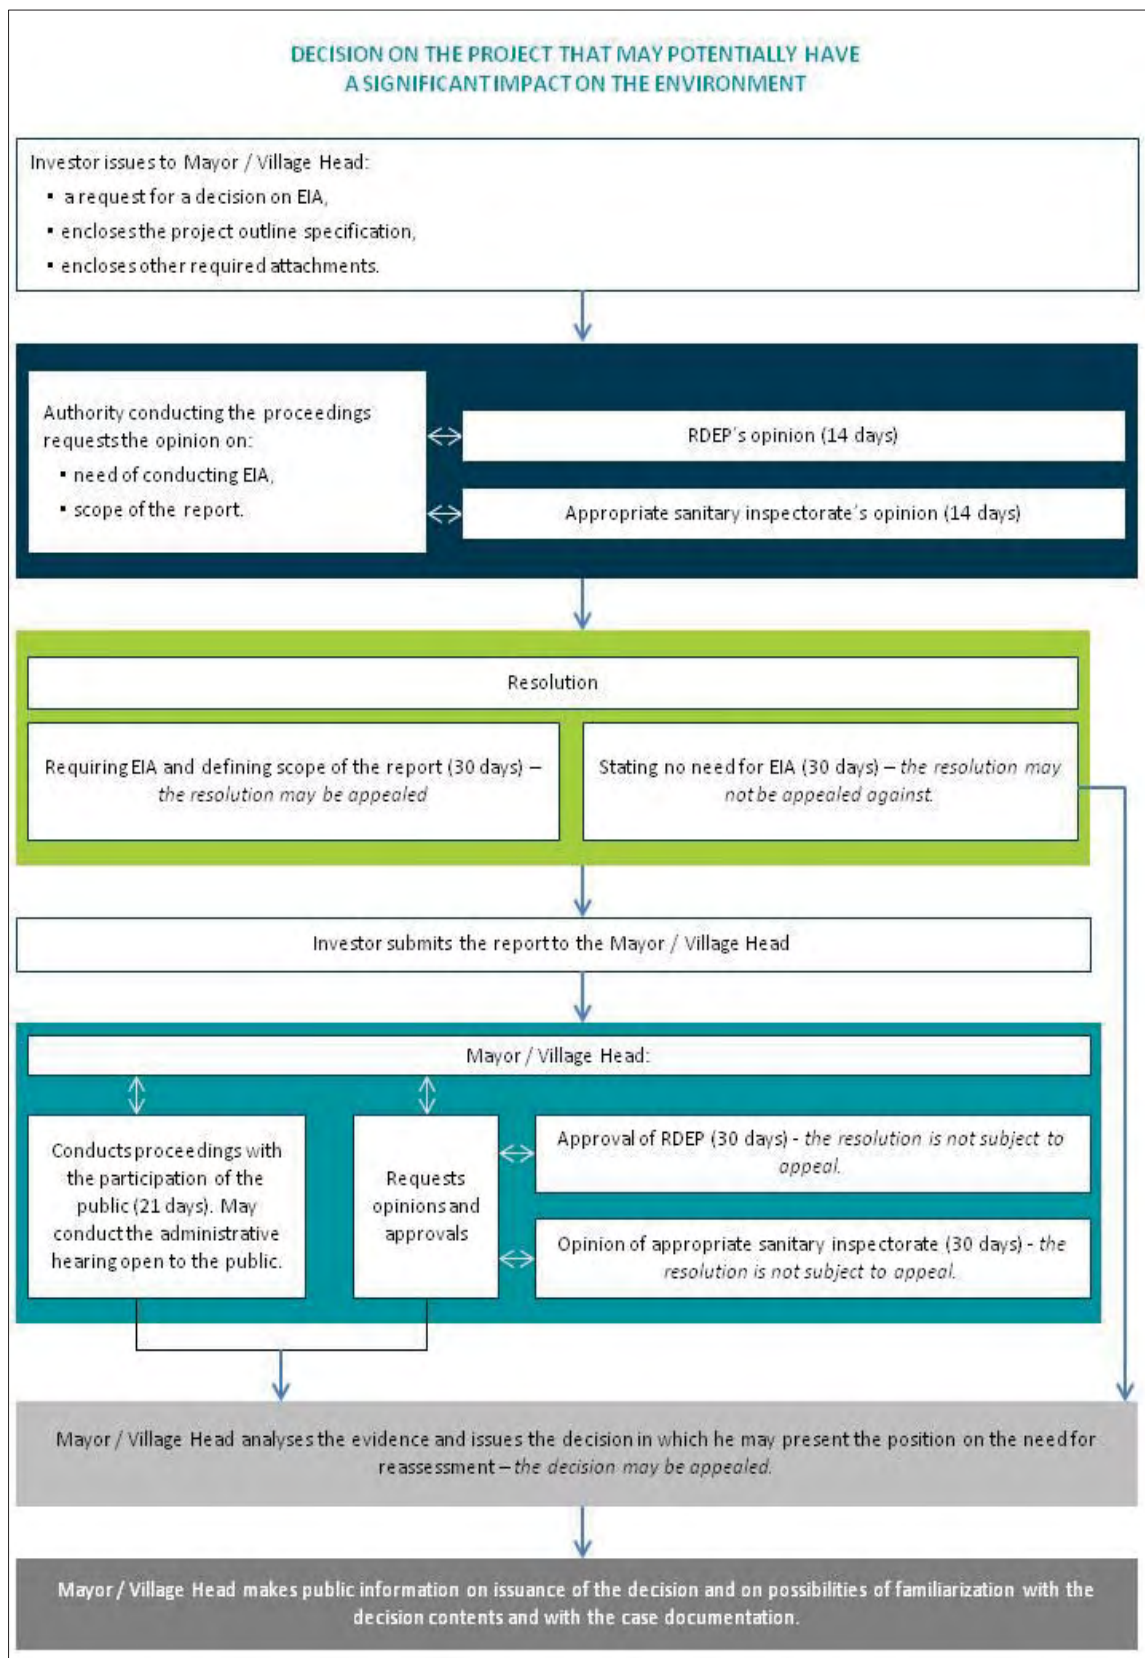 DECISION ON THE PROJECT THAT MAY POTENTIALLY HAVE
A SIGNIFICANT IMPACT ON THE ENVIRONMENT
Investor issues to Mayor / Village Head:
▪ a request for a decision on EIA,
▪ encloses the project outline specification,
▪ encloses other required attachments.
Authority conducting the proceedings
requests the opinion on:
▪ need of conducting EIA,
▪ scope of the report.
RDEP´s opinion (14 days)
Appropriate sanitary inspectorate´s opinion (14 days)
Resolution
Requiring EIA and defining scope of the report (30 days) –
the resolution may be appealed
Stating no need for EIA (30 days) – the resolution may
not be appealed against.
Investor submits the report to the Mayor / Village Head
Mayor / Village Head:
Conducts proceedings with
the participation of the
public (21 days). May
conduct the administrative
hearing open to the public.
Requests
opinions and
approvals
Approval of RDEP (30 days) - the resolution is not subject to
appeal.
Opinion of appropriate sanitary inspectorate (30 days) - the
resolution is not subject to appeal.
Mayor / Village Head analyses the evidence and issues the decision in which he may present the position on the need for
reassessment – the decision may be appealed.
Mayor / Village Head makes public information on issuance of the decision and on possibilities of familiarization with the
decision contents and with the case documentation.